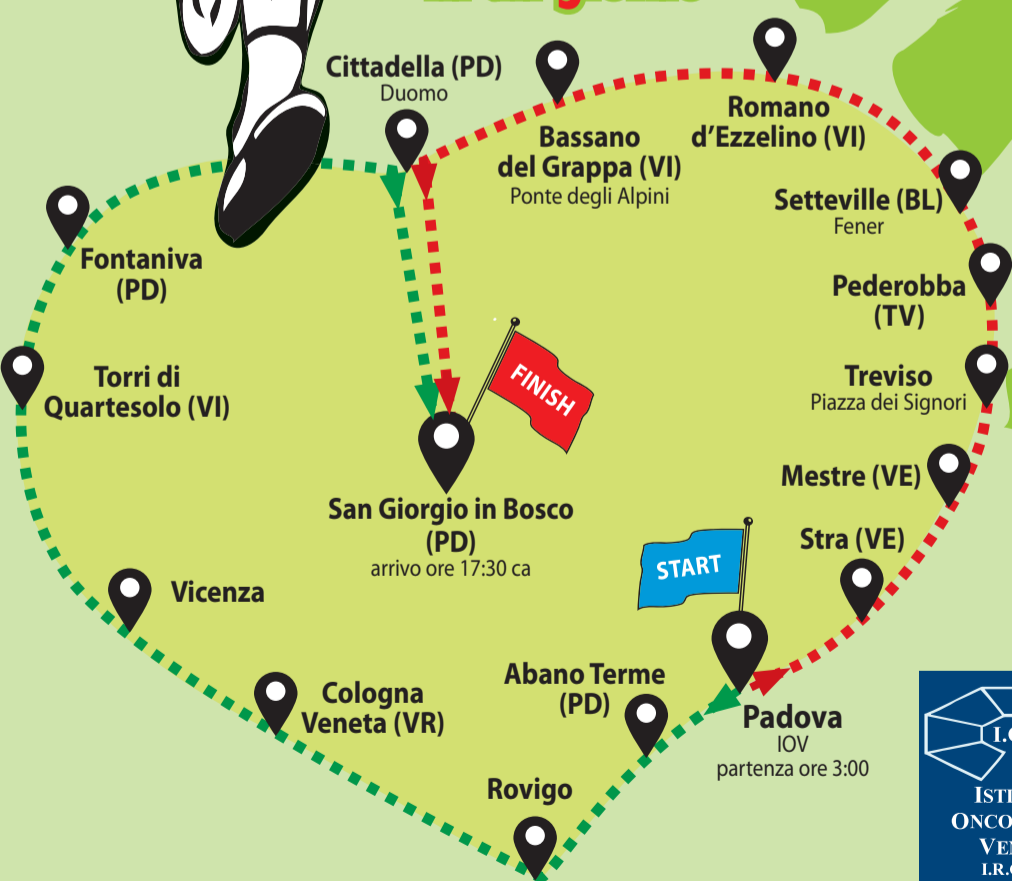 Cittadella (PD)
Duomo
Bassano
del Grappa (VI)
Ponte degli Alpini
Romano
d'Ezzelino (VI)
Setteville (BL)
Fener
Pederobba
(TV)
Treviso
Piazza dei Signori
Mestre (VE)
Stra (VE)
Fontaniva
(PD)
Torri di
Quartesolo (VI)
FINISH
San Giorgio in Bosco
(PD)
arrivo ore 17:30 ca
START
Vicenza
Cologna
Veneta (VR)
Abano Terme
(PD)
Padova
IOV
partenza ore 3:00
Rovigo